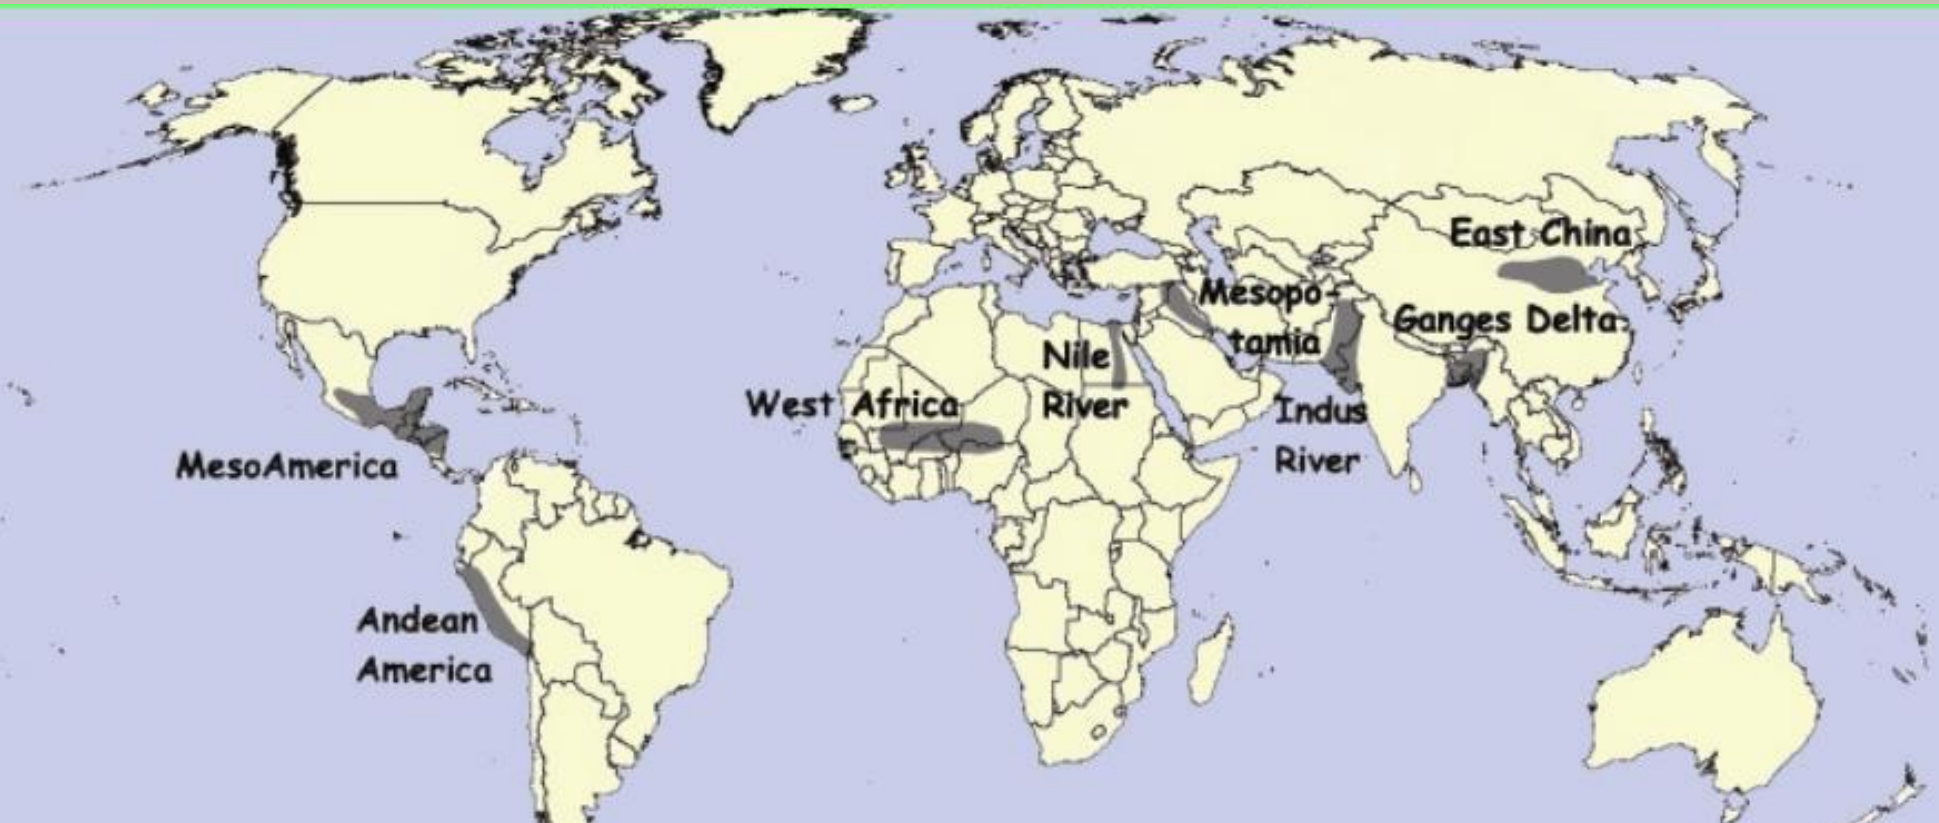 East China
Mesopo-
tamia
Ganges Delta
Nile
River
West Africa
Indus
River
MesoAmerica
Andean
America